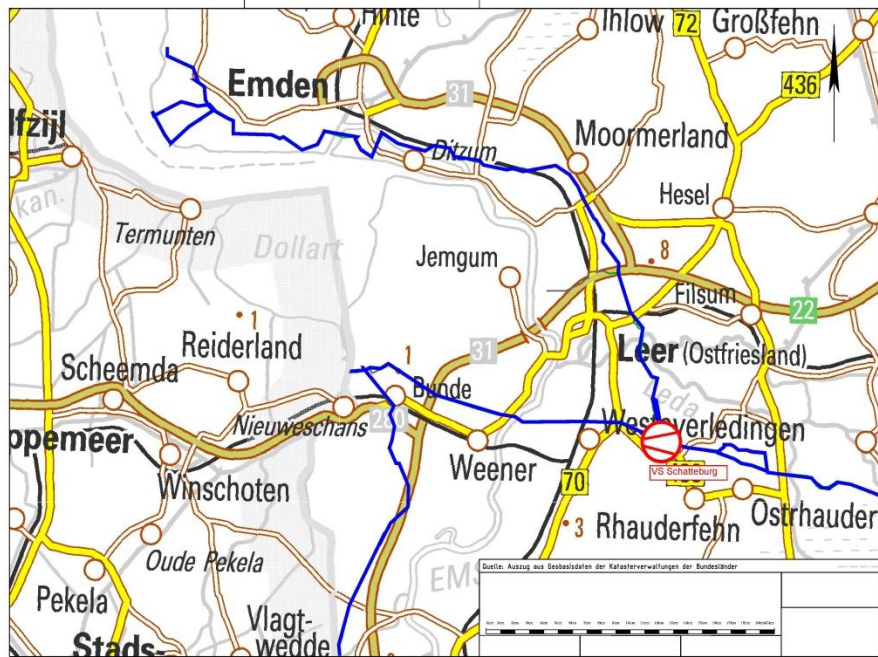 Hinte
Ihlow
72
Großfehn
Emden
31
436
lfzijl
Ditzum
Moormerland
kan.
Hesel
Termunten
Dollart
Jemgum
8
Filsum
22
1
Reiderland
31
Leer (Ostfriesland)
Scheemda
1
Bunde
Leda
Nieuweschans
280
ppemeer
Weener
VS Schatteburg
70
Winschoten
Rhauderfehn
Ostrhauder
3
Oude Pekela
EMS
Pekela
Quelle: Auszug aus Geobasisdaten der Katasterverwaltungen der Bundesländer
Vlagt-
wedde
2
Stads-